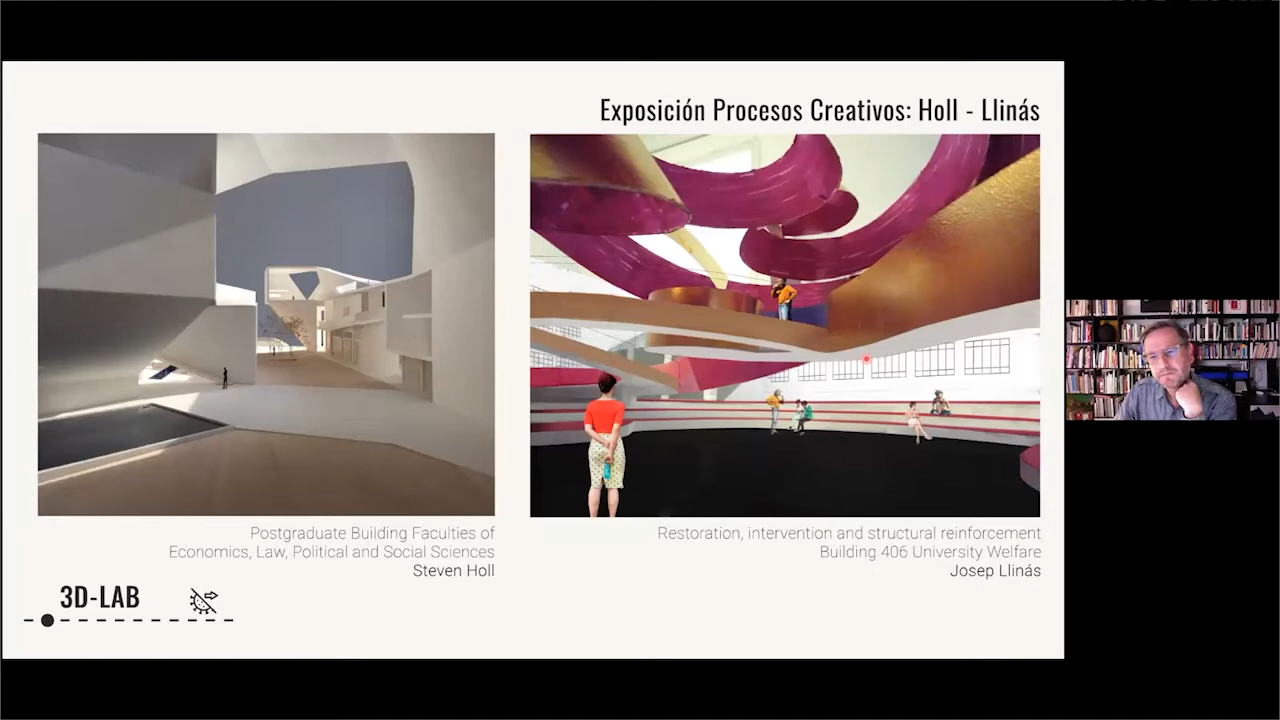 Exposición Procesos Creativos: Holl - Llinás
Postgraduate Building Faculties of
Economics, Law, Political and Social Sciences
Steven Holl
Restoration, intervention and structural reinforcement
Building 406 University Welfare
Josep Llinás
3D-LAB